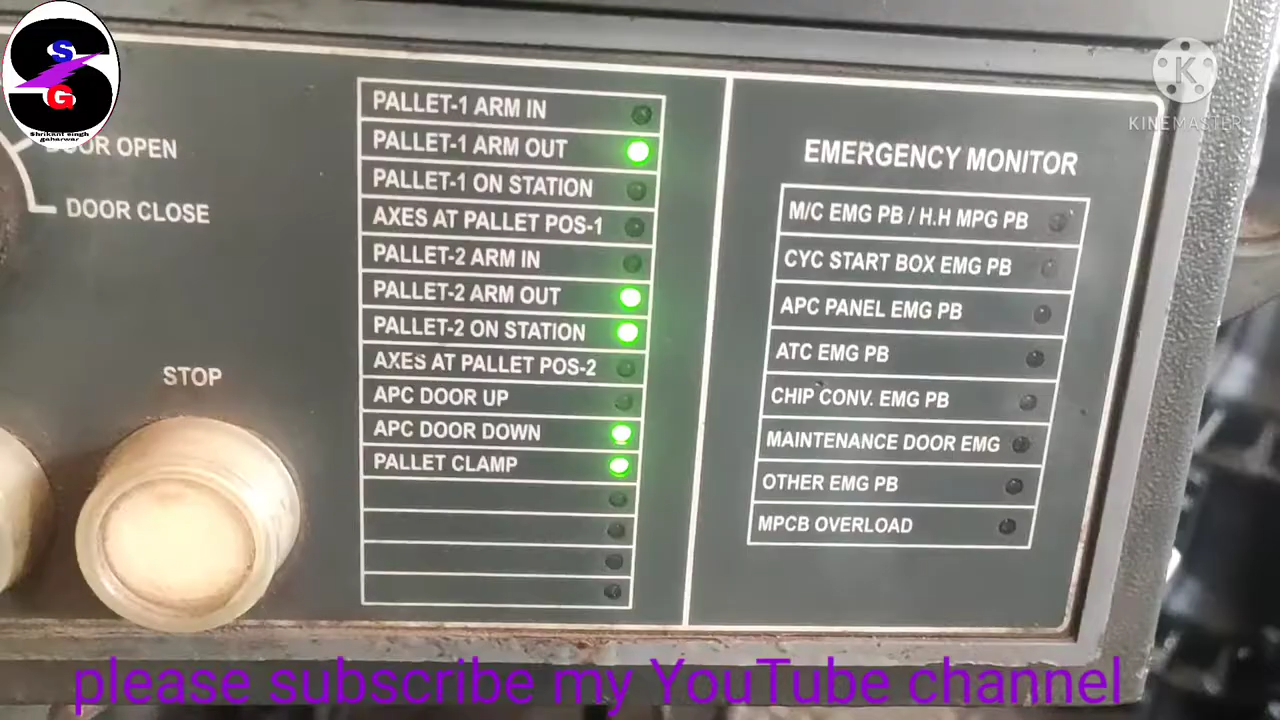 S
G
Shrikant singh
gaharwar
DOOR OPEN
DOOR CLOSE
STOP
PALLET-1 ARM IN
PALLET-1 ARM OUT
PALLET-1 ON STATION
AXES AT PALLET POS-1
PALLET-2 ARM IN
PALLET-2 ARM OUT
PALLET-2 ON STATION
AXES AT PALLET POS-2
APC DOOR UP
APC DOOR DOWN
PALLET CLAMP
K
KINEMASTER
EMERGENCY MONITOR
M/C EMG PB / H.H MPG PB
CYC START BOX EMG PB
APC PANEL EMG PB
ATC EMG PB
CHIP CONV. EMG PB
MAINTENANCE DOOR EMG
OTHER EMG PB
MPCB OVERLOAD
please subscribe my YouTube channel